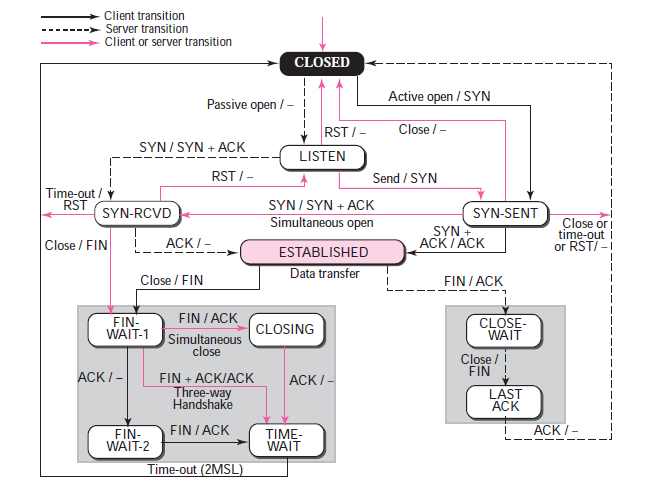 Client transition
Server transition
Client or server transition
CLOSED
Passive open / –
Active open / SYN
RST / –
Close / –
SYN / SYN + ACK
LISTEN
RST / –
Send / SYN
Time-out /
RST
SYN-RCVD
SYN / SYN + ACK
Simultaneous open
SYN-SENT
Close or
time-out
or RST/ –
SYN +
ACK / ACK
Close / FIN
ACK / –
ESTABLISHED
Data transfer
Close / FIN
FIN / ACK
FIN-
WAIT-1
FIN / ACK
Simultaneous
close
CLOSING
CLOSE-
WAIT
Close /
FIN
ACK / –
FIN + ACK/ACK
Three-way
Handshake
ACK / –
LAST
ACK
FIN-
WAIT-2
FIN / ACK
TIME-
WAIT
ACK / –
Time-out (2MSL)